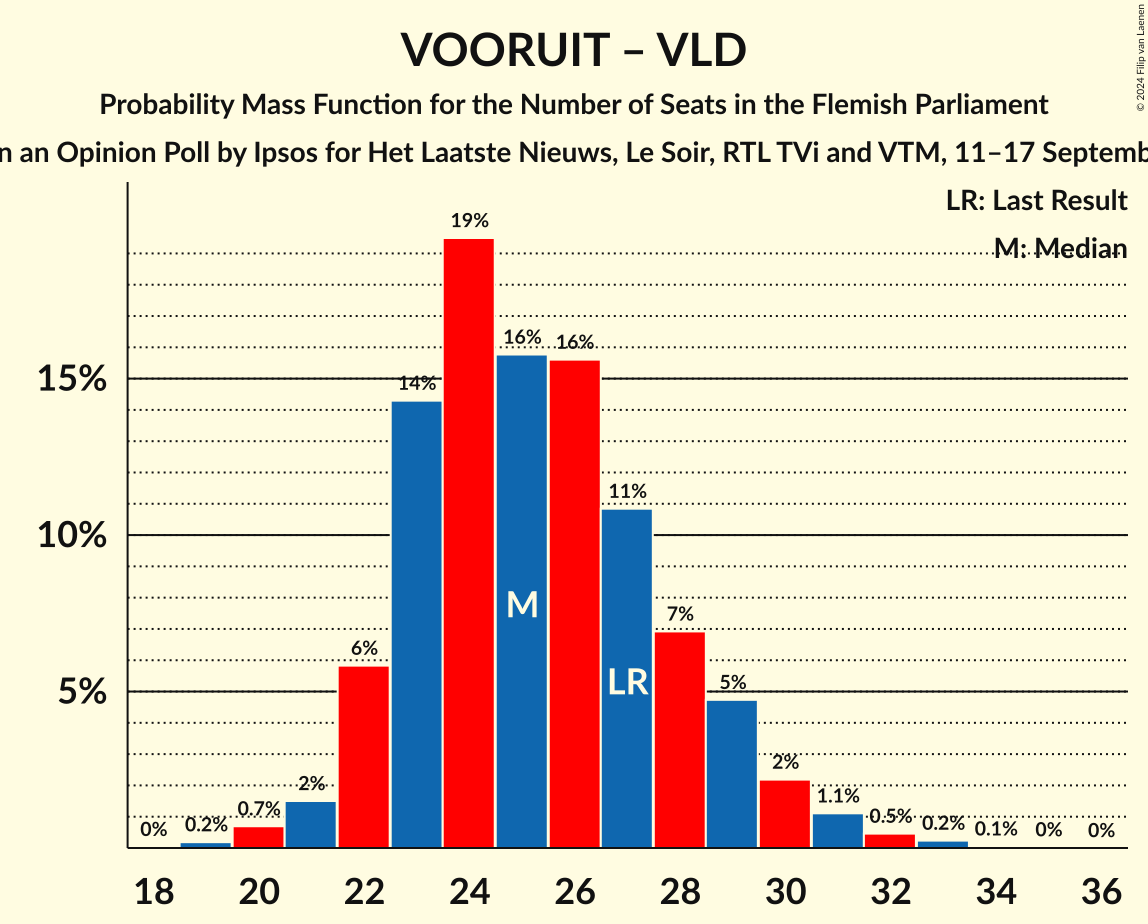 © 2024 Filip van Laenen
VOORUIT – VLD
Probability Mass Function for the Number of Seats in the Flemish Parliament
n an Opinion Poll by Ipsos for Het Laatste Nieuws, Le Soir, RTL TVi and VTM, 11–17 Septemb
LR: Last Result
M: Median
15%
10%
5%
0%
0.2%
0.7%
2%
6%
14%
19%
16%
16%
11%
7%
5%
2%
1.1%
0.5%
0.2%
0.1%
0%
0%
M
LR
18 20 22 24 26 28 30 32 34 36